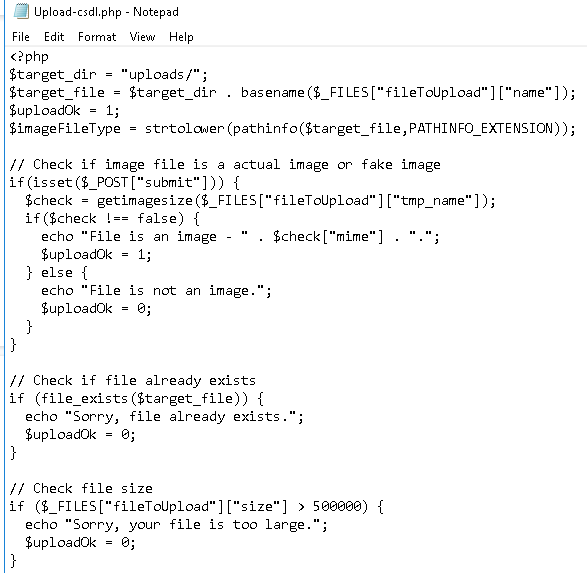 Upload-csdl.php - Notepad
File Edit Format View Help
<?php
$target_dir = "uploads/";
$target_file = $target_dir . basename($_FILES["fileToUpload"]["name"]);
$uploadOk = 1;
$imageFileType = strtolower(pathinfo($target_file,PATHINFO_EXTENSION));

// Check if image file is a actual image or fake image
if(isset($_POST["submit"])) {
  $check = getimagesize($_FILES["fileToUpload"]["tmp_name"]);
  if($check !== false) {
    echo "File is an image - " . $check["mime"] . ".";
    $uploadOk = 1;
  } else {
    echo "File is not an image.";
    $uploadOk = 0;
  }
}

// Check if file already exists
if (file_exists($target_file)) {
  echo "Sorry, file already exists.";
  $uploadOk = 0;
}

// Check file size
if ($_FILES["fileToUpload"]["size"] > 500000) {
  echo "Sorry, your file is too large.";
  $uploadOk = 0;
}